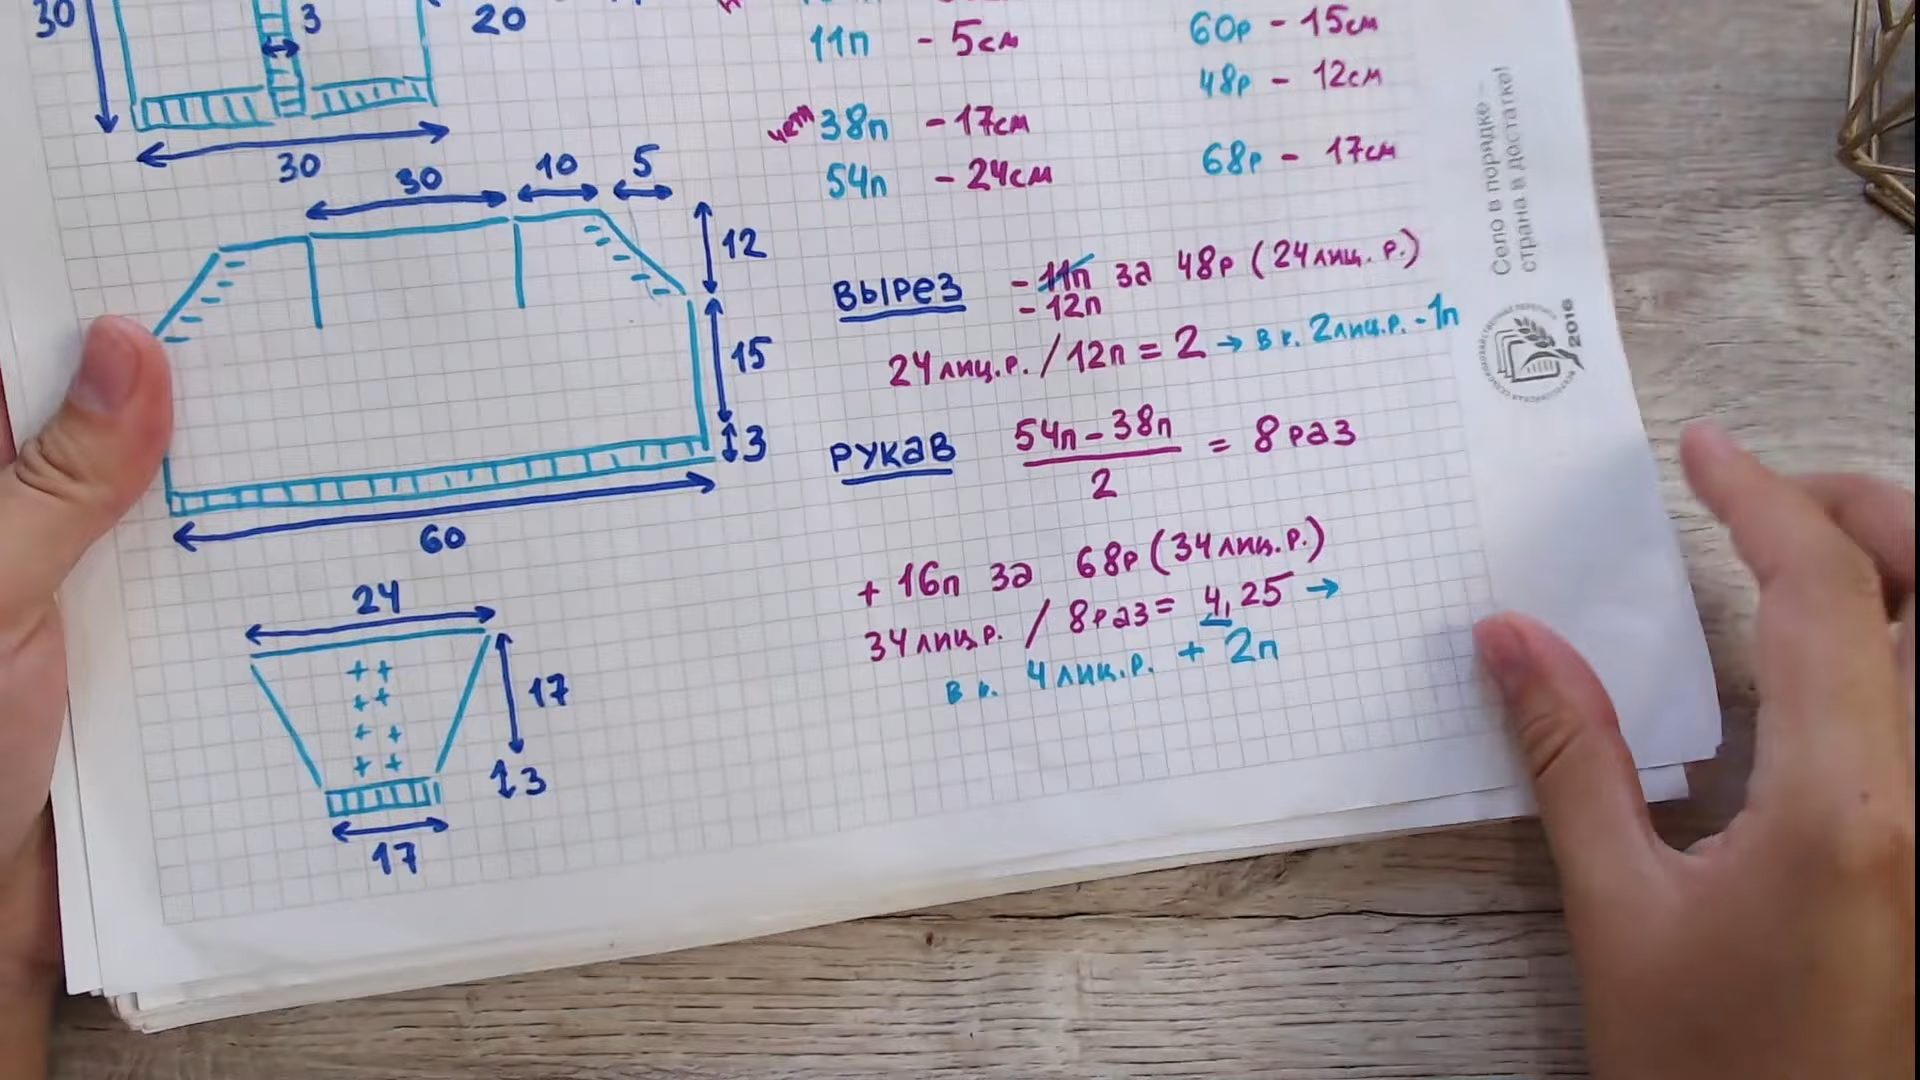 30
3
20
30
30
10
5
12
15
3
60
24
17
3
17
11п - 5см
чет 38п - 17см
54п - 24см
60р - 15см
48р - 12см
68р - 17см
ВЫРЕЗ - 11п за 48р (24лиц.р.)
- 12п
24лиц.р. / 12п = 2 → в к. 2лиц.р. - 1п
РУКАВ 54п - 38п / 2 = 8 раз
+ 16п за 68р (34лиц.р.)
34лиц.р. / 8раз = 4,25 →
в к. 4лиц.р. + 2п
Село в порядке –
страна в достатке!
2016